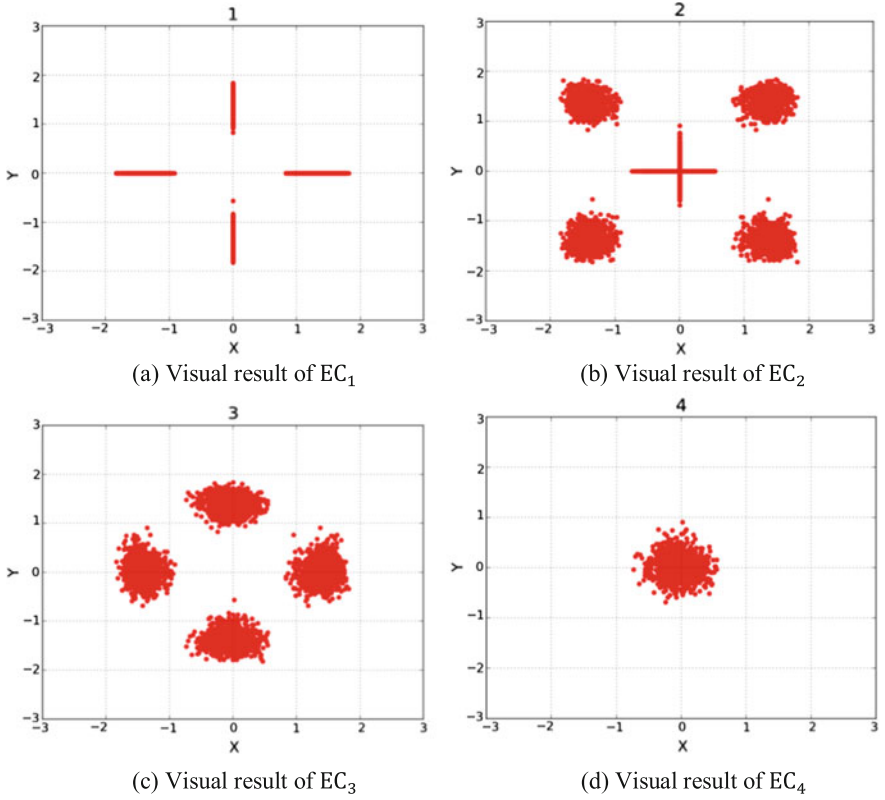 1
3
2
1
0
−1
−2
−3
−3 −2 −1 0 1 2 3
Y
X
(a) Visual result of EC₁
2
3
2
1
0
−1
−2
−3
−3 −2 −1 0 1 2 3
Y
X
(b) Visual result of EC₂
3
3
2
1
0
−1
−2
−3
−3 −2 −1 0 1 2 3
Y
X
(c) Visual result of EC₃
4
3
2
1
0
−1
−2
−3
−3 −2 −1 0 1 2 3
Y
X
(d) Visual result of EC₄